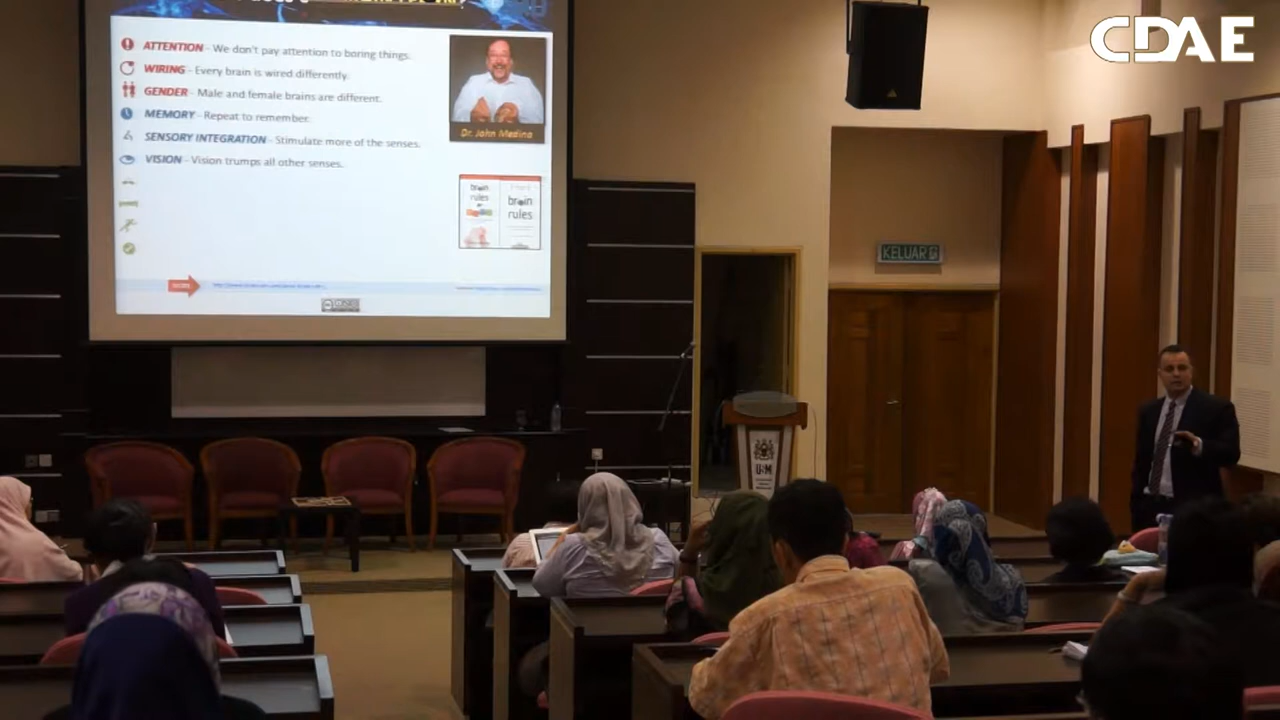 CDAE
ATTENTION - We don't pay attention to boring things.
WIRING - Every brain is wired differently.
GENDER - Male and female brains are different.
MEMORY - Repeat to remember.
SENSORY INTEGRATION - Stimulate more of the senses.
VISION - Vision trumps all other senses.
Dr. John Medina
brain
rules
brain
rules
KELUAR
USM